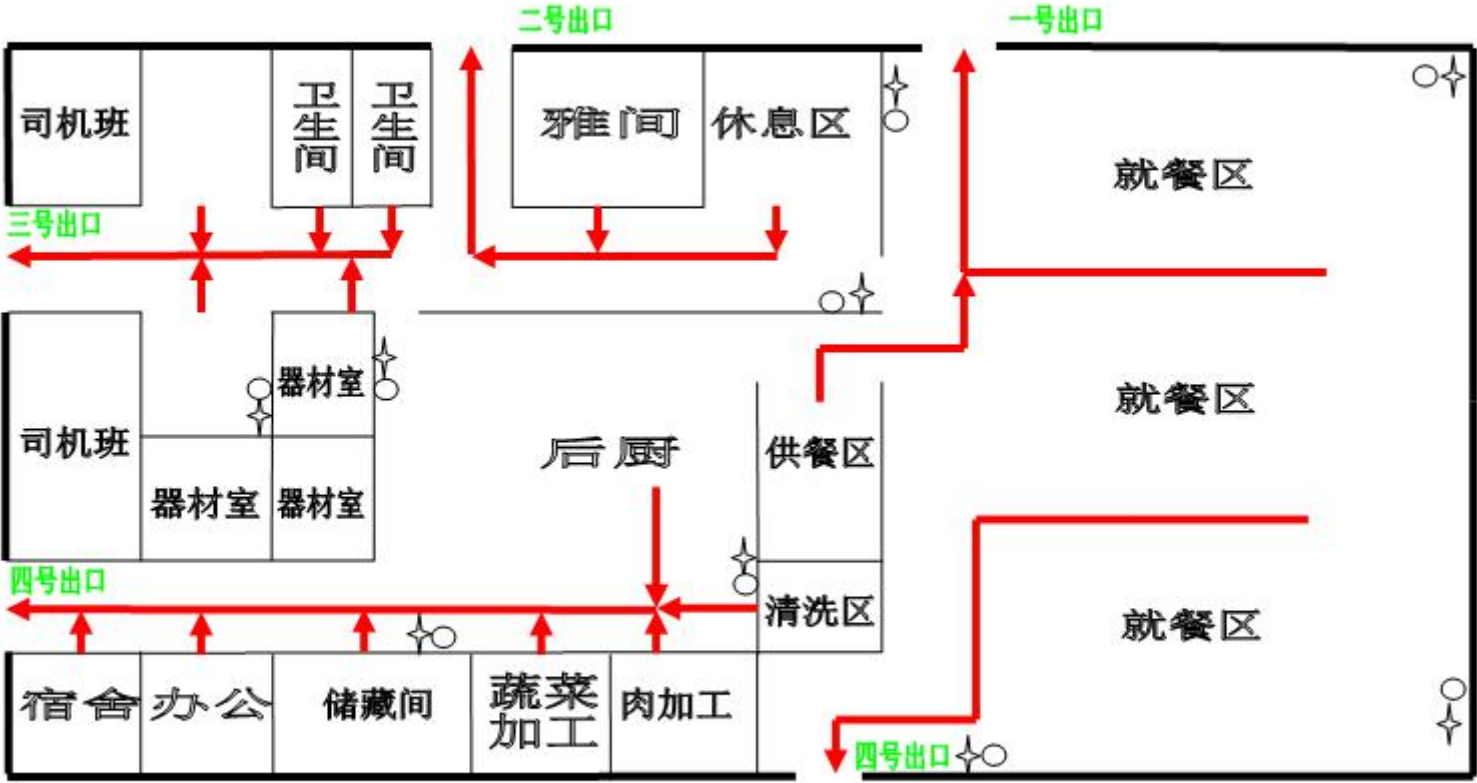 二号出口
一号出口
司机班
卫生间
卫生间
雅间
休息区
就餐区
三号出口
器材室
就餐区
司机班
后厨
供餐区
器材室
器材室
四号出口
清洗区
就餐区
宿舍
办公
储藏间
蔬菜
加工
肉加工
四号出口